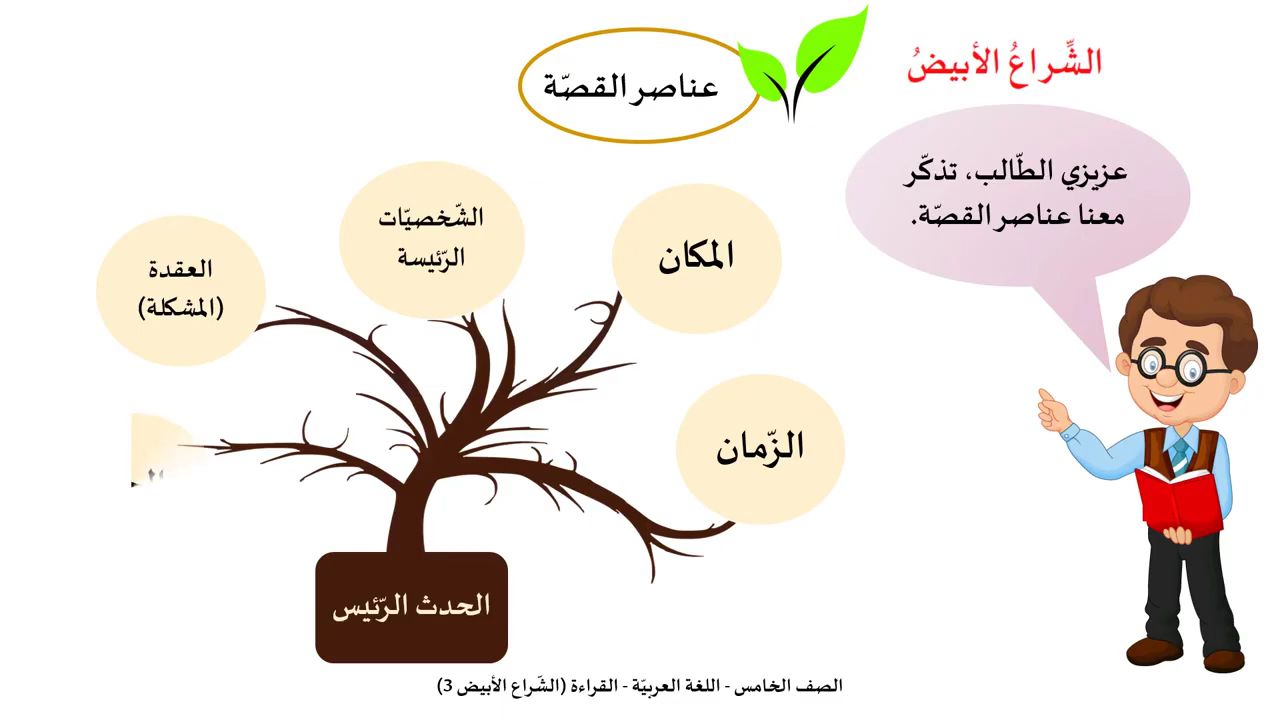 الشِّراعُ الأبيضُ
عناصر القصّة
عزيزي الطّالب، تذكّر
معنا عناصر القصّة.
المكان
الشّخصيّات
الرّئيسة
العقدة
(المشكلة)
الزّمان
الحدث الرّئيس
الصف الخامس - اللغة العربيّة - القراءة (الشّراع الأبيض 3)